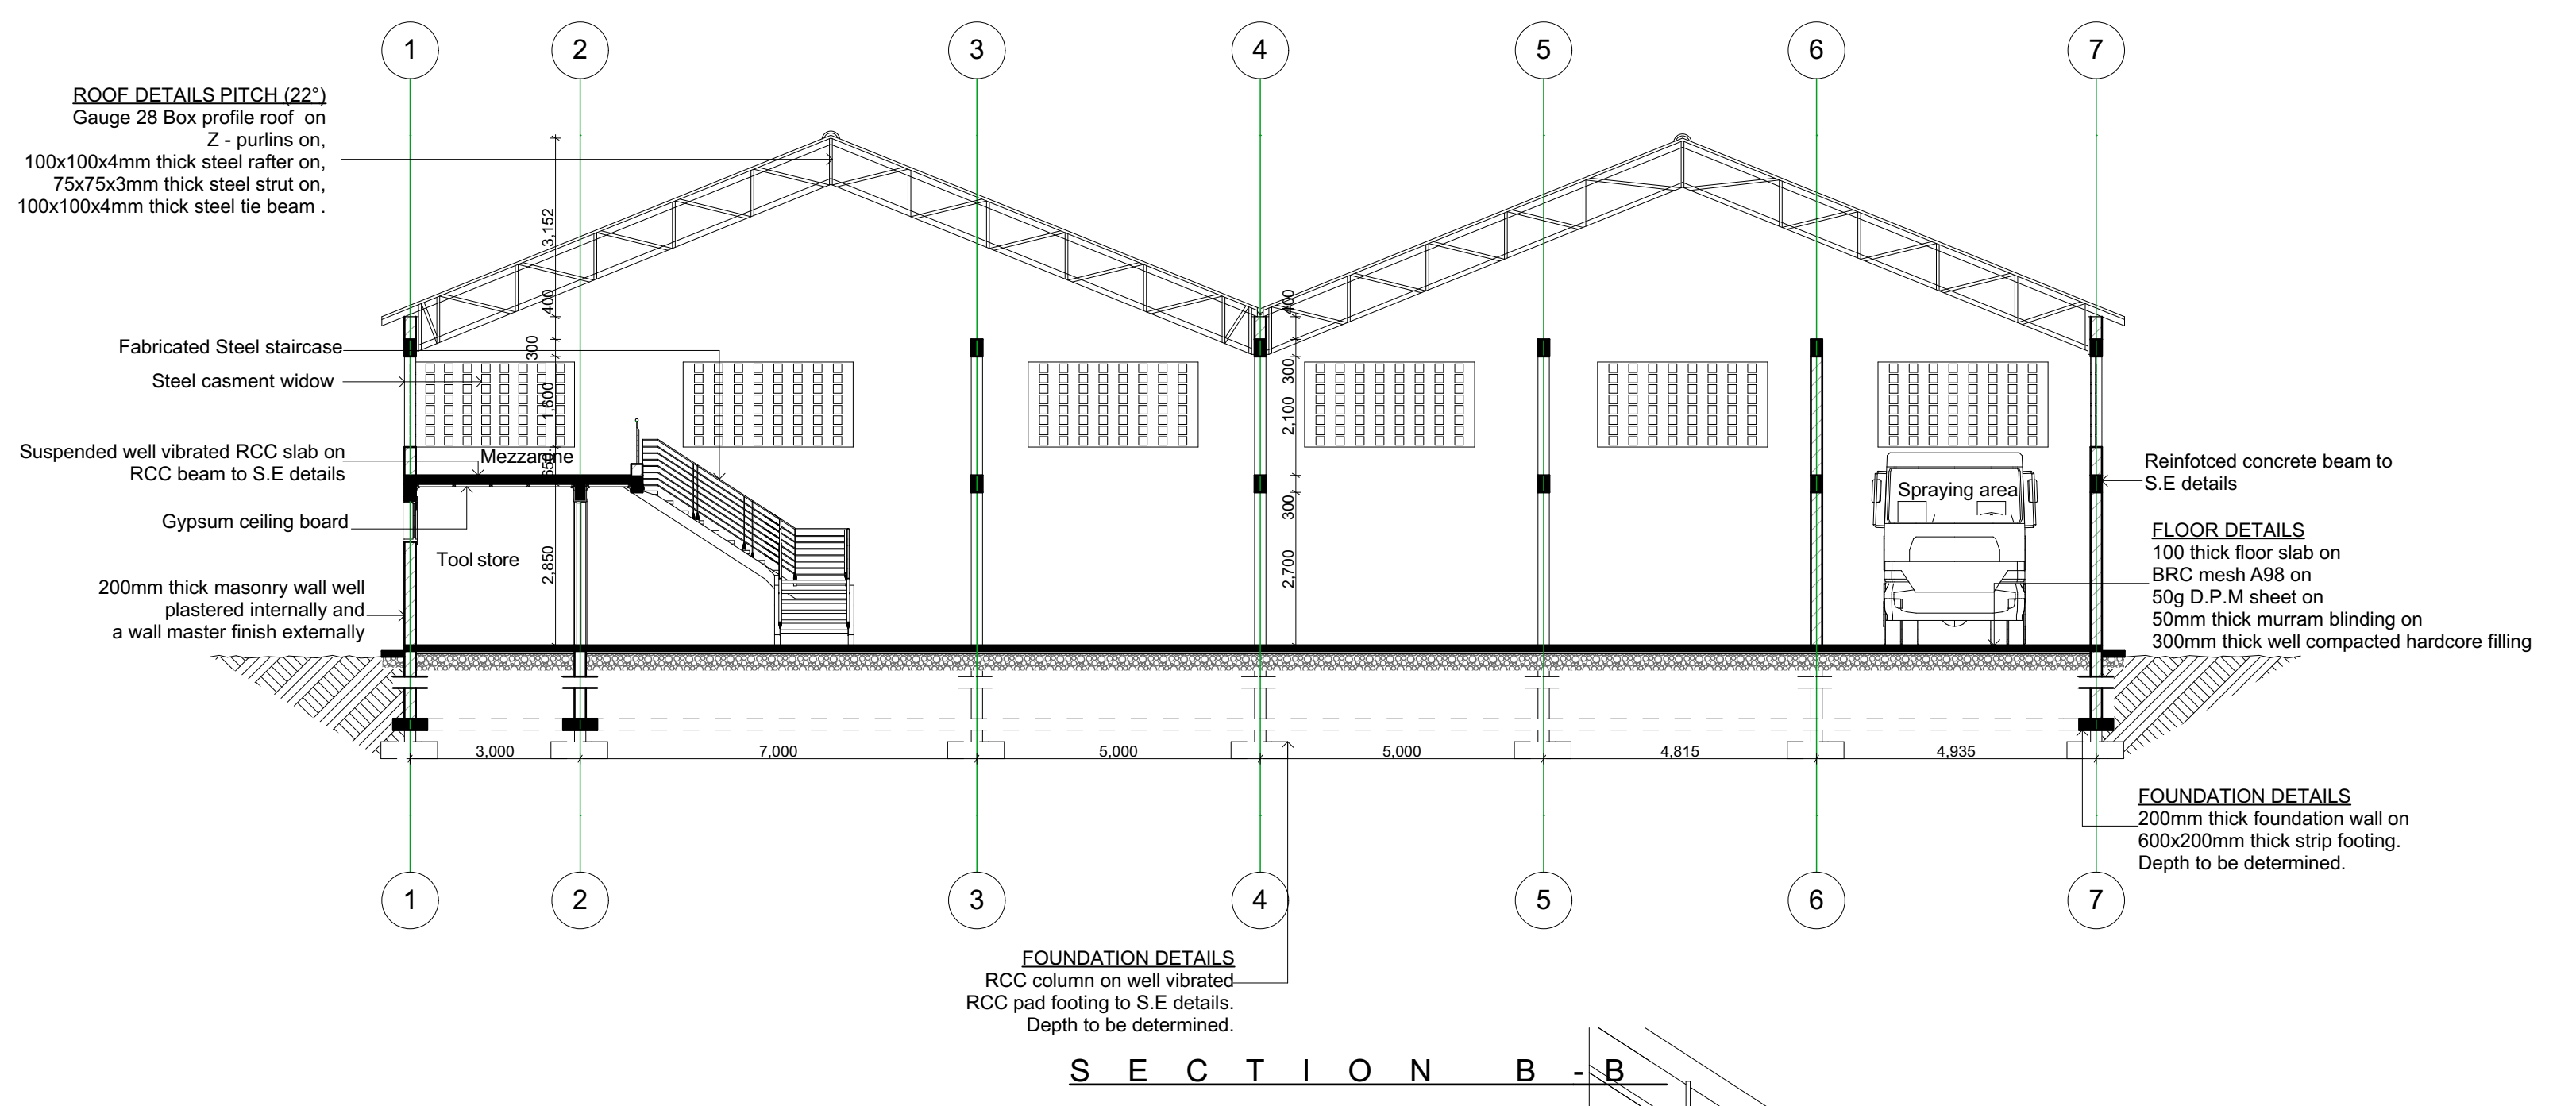 1 2 3 4 5 6 7
ROOF DETAILS PITCH (22°)
Gauge 28 Box profile roof on
Z - purlins on,
100x100x4mm thick steel rafter on,
75x75x3mm thick steel strut on,
100x100x4mm thick steel tie beam .
3,152
400
400
Fabricated Steel staircase
300
Steel casment widow
1,600
300
2,100
Suspended well vibrated RCC slab on
RCC beam to S.E details
Mezzanine
650
Reinfotced concrete beam to
S.E details
Spraying area
Gypsum ceiling board
300
Tool store
2,850
2,700
FLOOR DETAILS
100 thick floor slab on
BRC mesh A98 on
50g D.P.M sheet on
50mm thick murram blinding on
300mm thick well compacted hardcore filling
200mm thick masonry wall well
plastered internally and
a wall master finish externally
3,000 7,000 5,000 5,000 4,815 4,935
FOUNDATION DETAILS
200mm thick foundation wall on
600x200mm thick strip footing.
Depth to be determined.
1 2 3 4 5 6 7
FOUNDATION DETAILS
RCC column on well vibrated
RCC pad footing to S.E details.
Depth to be determined.
SECTION B-B